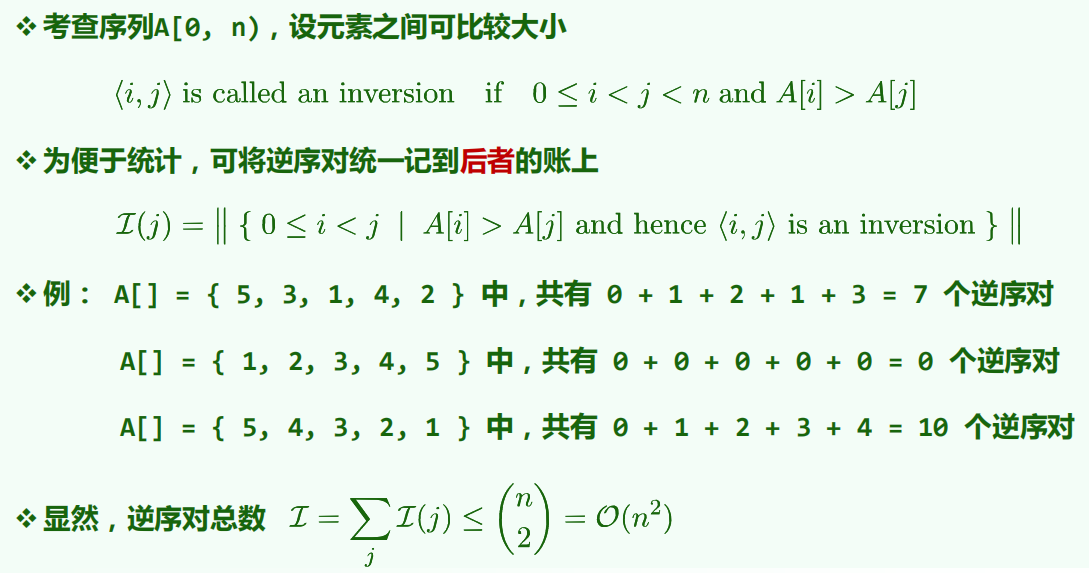 ❖ 考查序列A[0, n)，设元素之间可比较大小
⟨i, j⟩ is called an inversion if 0 ≤ i < j < n and A[i] > A[j]
❖ 为便于统计，可将逆序对统一记到后者的账上
𝓘(j) = ‖ { 0 ≤ i < j | A[i] > A[j] and hence ⟨i, j⟩ is an inversion } ‖
❖ 例： A[] = { 5, 3, 1, 4, 2 } 中，共有 0 + 1 + 2 + 1 + 3 = 7 个逆序对
A[] = { 1, 2, 3, 4, 5 } 中，共有 0 + 0 + 0 + 0 + 0 = 0 个逆序对
A[] = { 5, 4, 3, 2, 1 } 中，共有 0 + 1 + 2 + 3 + 4 = 10 个逆序对
❖ 显然，逆序对总数 𝓘 = ∑_j 𝓘(j) ≤ (n 2) = 𝒪(n²)